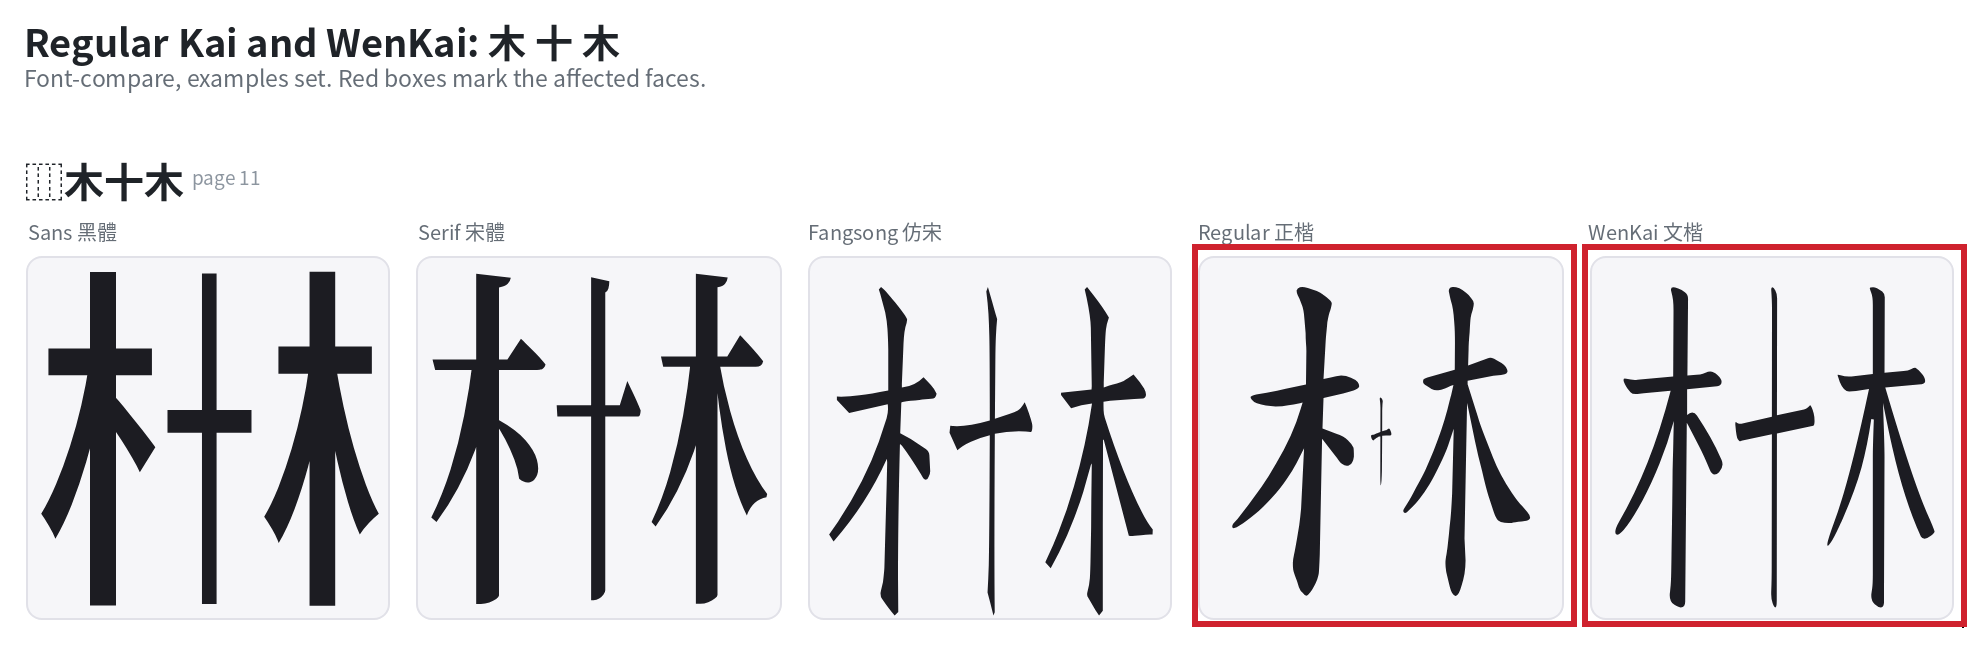 Regular Kai and WenKai: 木 十 木
Font-compare, examples set. Red boxes mark the affected faces.
⿲木十木 page 11
Sans 黑體
Serif 宋體
Fangsong 仿宋
Regular 正楷
WenKai 文楷